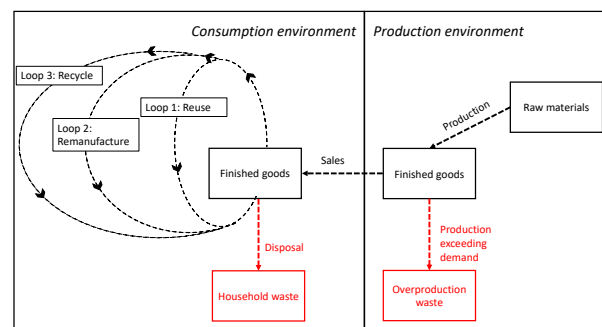 Consumption environment
Production environment
Loop 3: Recycle
Loop 1: Reuse
Loop 2:
Remanufacture
Production
Raw materials
Finished goods
Sales
Finished goods
Disposal
Production
exceeding
demand
Household waste
Overproduction
waste